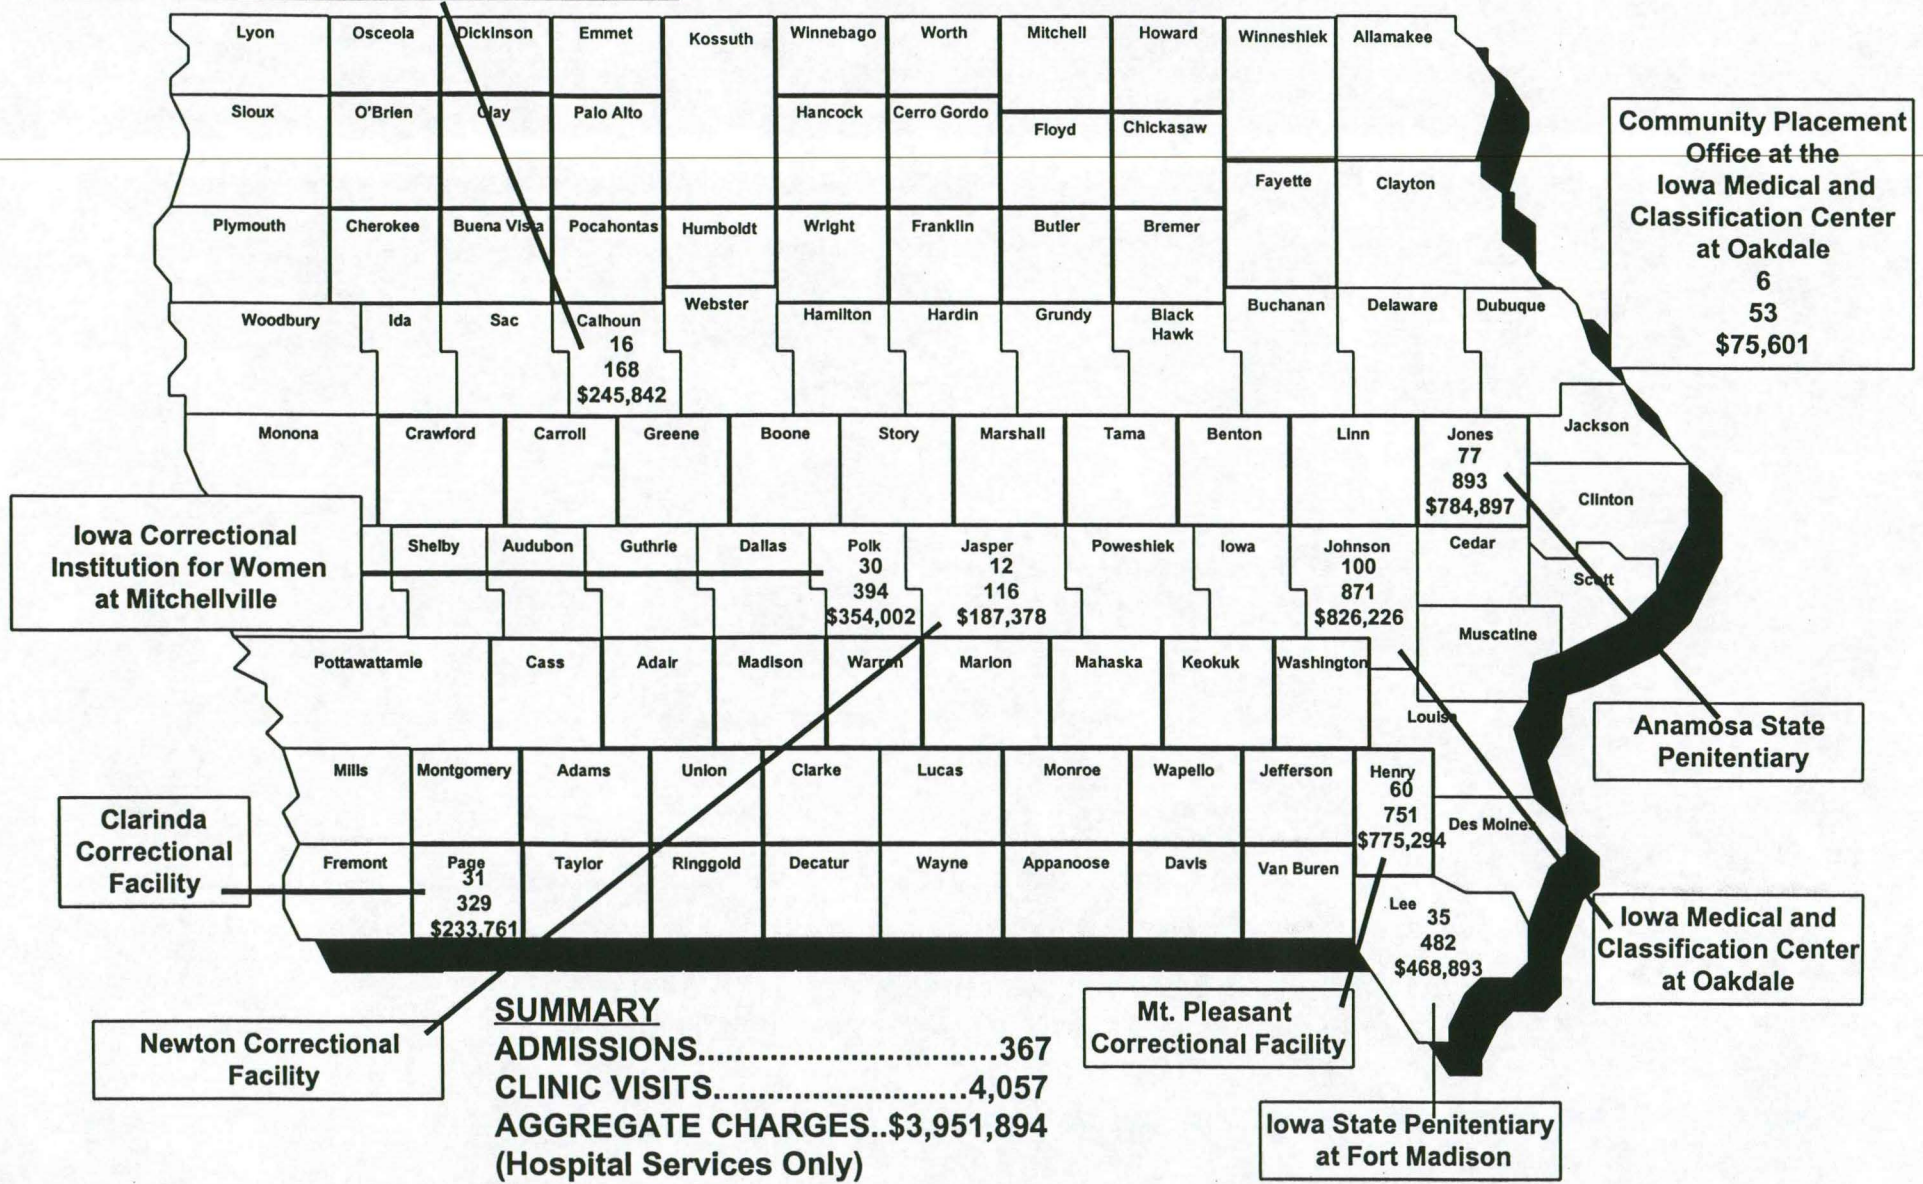 Lyon
Osceola
Dickinson
Emmet
Kossuth
Winnebago
Worth
Mitchell
Howard
Winneshiek
Allamakee
Sioux
O'Brien
Clay
Palo Alto
Hancock
Cerro Gordo
Floyd
Chickasaw
Fayette
Clayton
Community Placement
Office at the
Iowa Medical and
Classification Center
at Oakdale
6
53
$75,601
Plymouth
Cherokee
Buena Vista
Pocahontas
Humboldt
Wright
Franklin
Butler
Bremer
Woodbury
Ida
Sac
Calhoun
16
168
$245,842
Webster
Hamilton
Hardin
Grundy
Black
Hawk
Buchanan
Delaware
Dubuque
Monona
Crawford
Carroll
Greene
Boone
Story
Marshall
Tama
Benton
Linn
Jones
77
893
$784,897
Jackson
Clinton
Iowa Correctional
Institution for Women
at Mitchellville
Shelby
Audubon
Guthrie
Dallas
Polk
30
394
$354,002
Jasper
12
116
$187,378
Poweshiek
Iowa
Johnson
100
871
$826,226
Cedar
Scott
Muscatine
Pottawattamie
Cass
Adair
Madison
Warren
Marion
Mahaska
Keokuk
Washington
Louisa
Anamosa State
Penitentiary
Mills
Montgomery
Adams
Union
Clarke
Lucas
Monroe
Wapello
Jefferson
Henry
60
751
$775,294
Des Moines
Clarinda
Correctional
Facility
Fremont
Page
31
329
$233,761
Taylor
Ringgold
Decatur
Wayne
Appanoose
Davis
Van Buren
Lee
35
482
$468,893
Iowa Medical and
Classification Center
at Oakdale
Newton Correctional
Facility
Mt. Pleasant
Correctional Facility
Iowa State Penitentiary
at Fort Madison
SUMMARY
ADMISSIONS..................................367
CLINIC VISITS............................4,057
AGGREGATE CHARGES..$3,951,894
(Hospital Services Only)